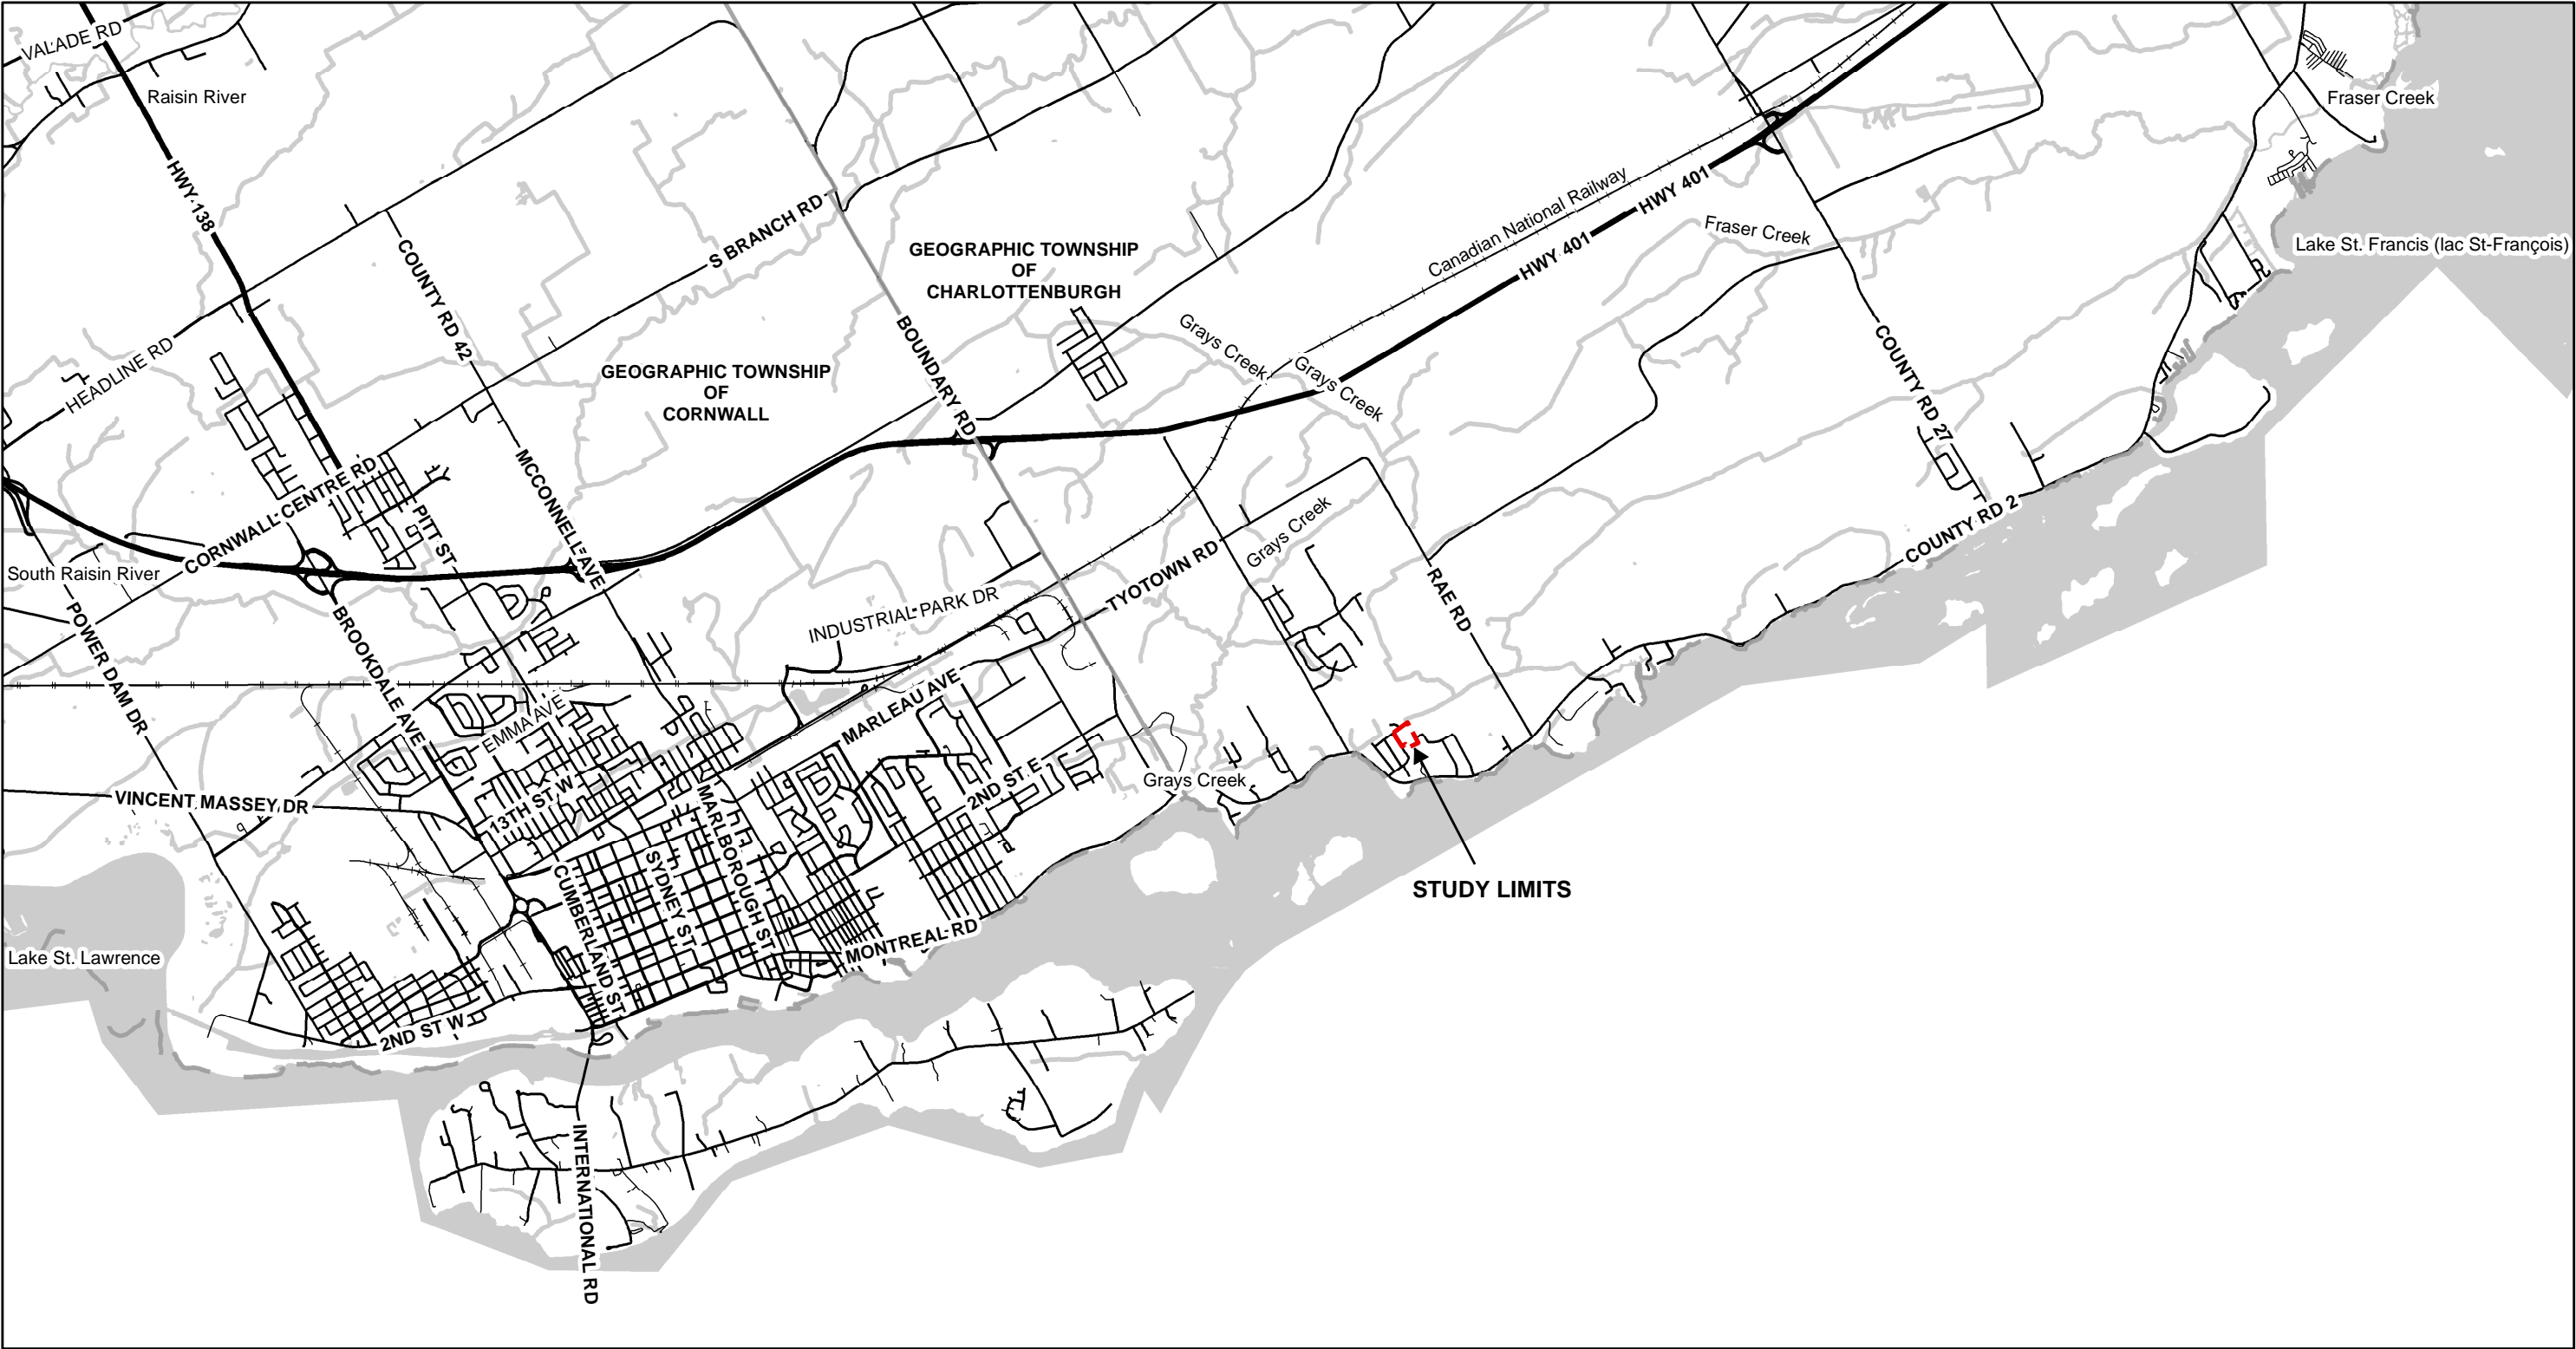 VALADE RD
Raisin River
HWY 138
Fraser Creek
COUNTY RD 42
S BRANCH RD
GEOGRAPHIC TOWNSHIP
OF
CHARLOTTENBURGH
Canadian National Railway
HWY 401
HWY 401
Fraser Creek
Lake St. Francis (lac St-François)
HEADLINE RD
GEOGRAPHIC TOWNSHIP
OF
CORNWALL
BOUNDARY RD
Grays Creek
Grays Creek
COUNTY RD 27
CORNWALL CENTRE RD
PITT ST
MCCONNELL AVE
South Raisin River
Grays Creek
TYOTOWN RD
RAE RD
COUNTY RD 2
POWER DAM DR
BROOKDALE AVE
INDUSTRIAL PARK DR
EMMA AVE
MARLEAU AVE
VINCENT MASSEY DR
13TH ST W
2ND ST E
Grays Creek
MARLBOROUGH ST
SYDNEY ST
CUMBERLAND ST
STUDY LIMITS
Lake St. Lawrence
MONTREAL RD
2ND ST W
INTERNATIONAL RD